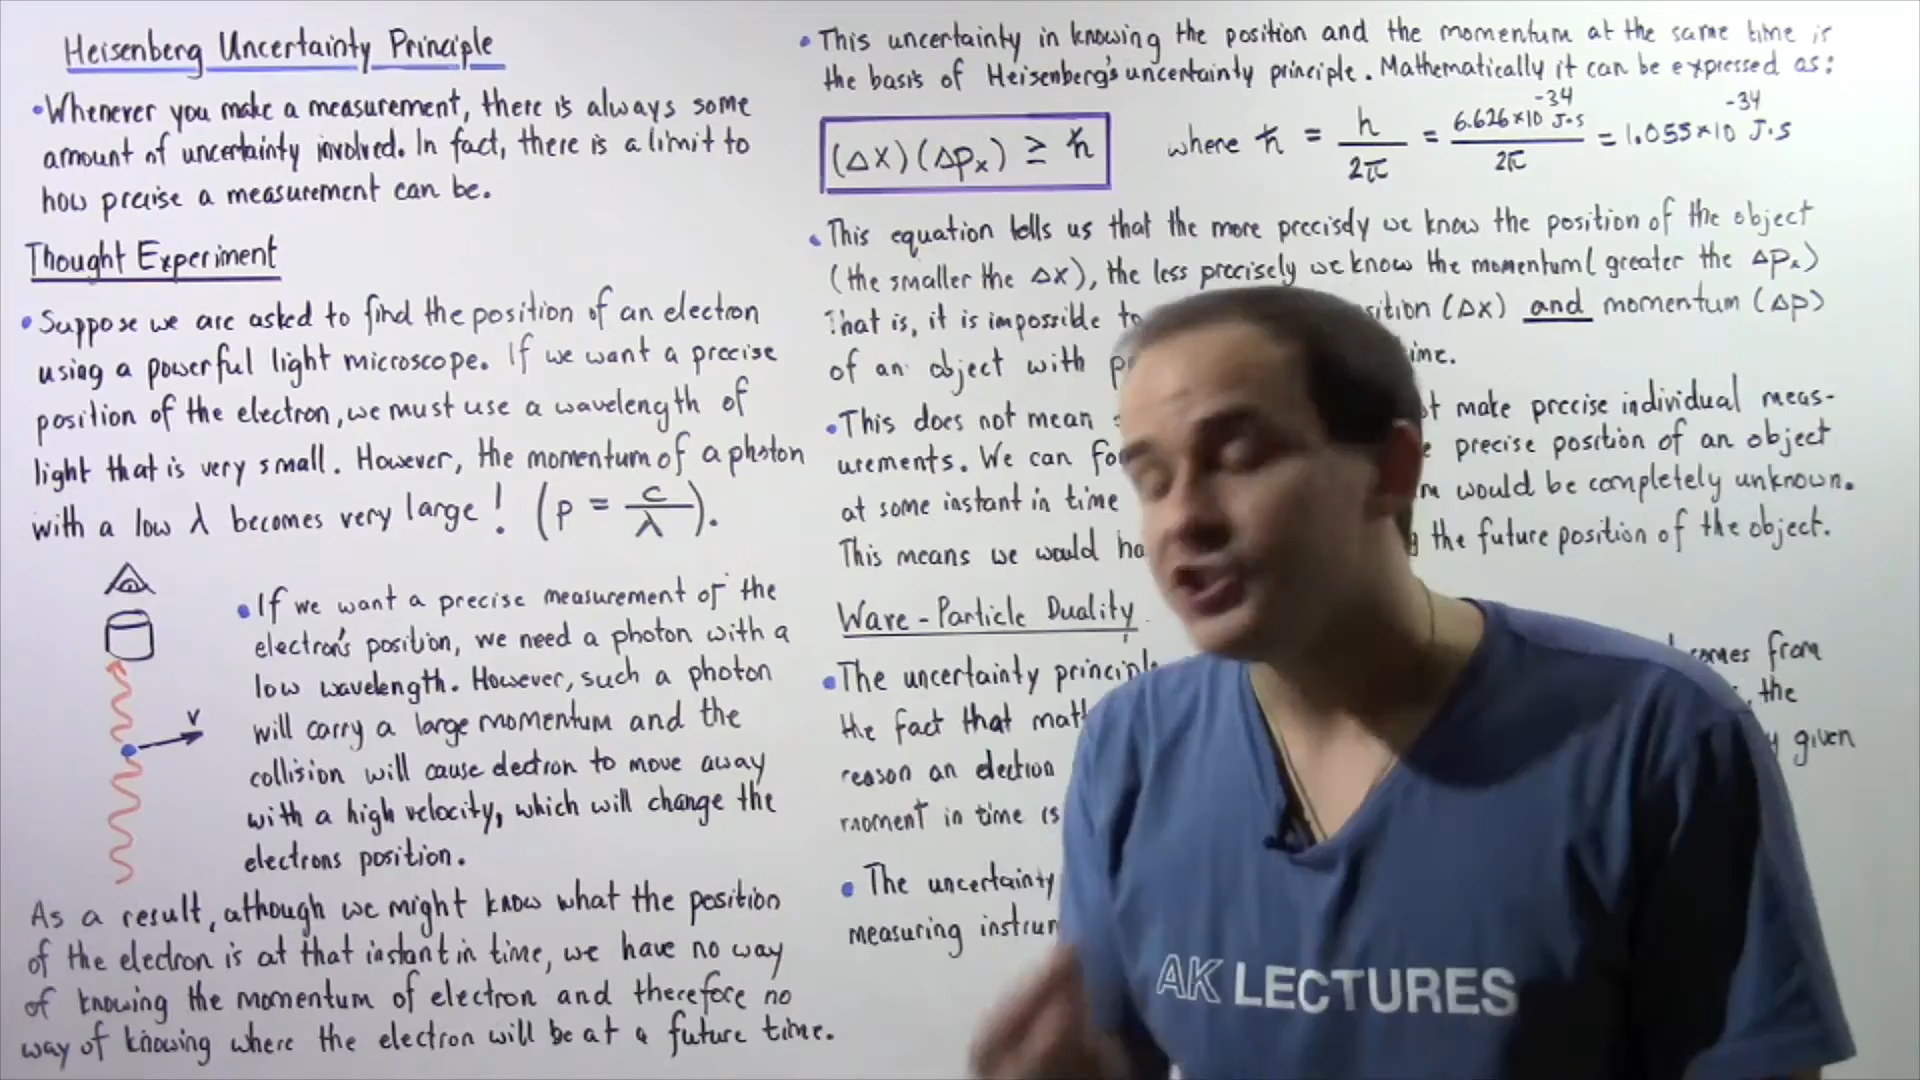 Heisenberg Uncertainty Principle
•Whenever you make a measurement, there is always some
amount of uncertainty involved. In fact, there is a limit to
how precise a measurement can be.
Thought Experiment
•Suppose we are asked to find the position of an electron
using a powerful light microscope. If we want a precise
position of the electron, we must use a wavelength of
light that is very small. However, the momentum of a photon
with a low λ becomes very large! (p = c/λ).
v
•If we want a precise measurement of the
electron's position, we need a photon with a
low wavelength. However, such a photon
will carry a large momentum and the
collision will cause electron to move away
with a high velocity, which will change the
electrons position.
As a result, athough we might know what the position
of the electron is at that instant in time, we have no way
of knowing the momentum of electron and therefore no
way of knowing where the electron will be at a future time.
•This uncertainty in knowing the position and the momentum at the same time is
the basis of Heisenberg's uncertainty principle. Mathematically it can be expressed as:
(Δx)(Δpₓ) ≥ ℏ where ℏ = h/2π = 6.626×10⁻³⁴ J·s/2π = 1.055×10⁻³⁴ J·s
•This equation tells us that the more precisely we know the position of the object
(the smaller the Δx), the less precisely we know the momentum (greater the Δpₓ)
That is, it is impossible to (Δx) and momentum (Δp)
of an object with
•This does not mean make precise individual meas-
urements. We can precise position of an object
at some instant in time would be completely unknown.
This means we would the future position of the object.
Wave-Particle Duality
•The uncertainty comes from
the fact that the
reason an electron given
moment in time is
•The uncertainty
measuring
AK LECTURES